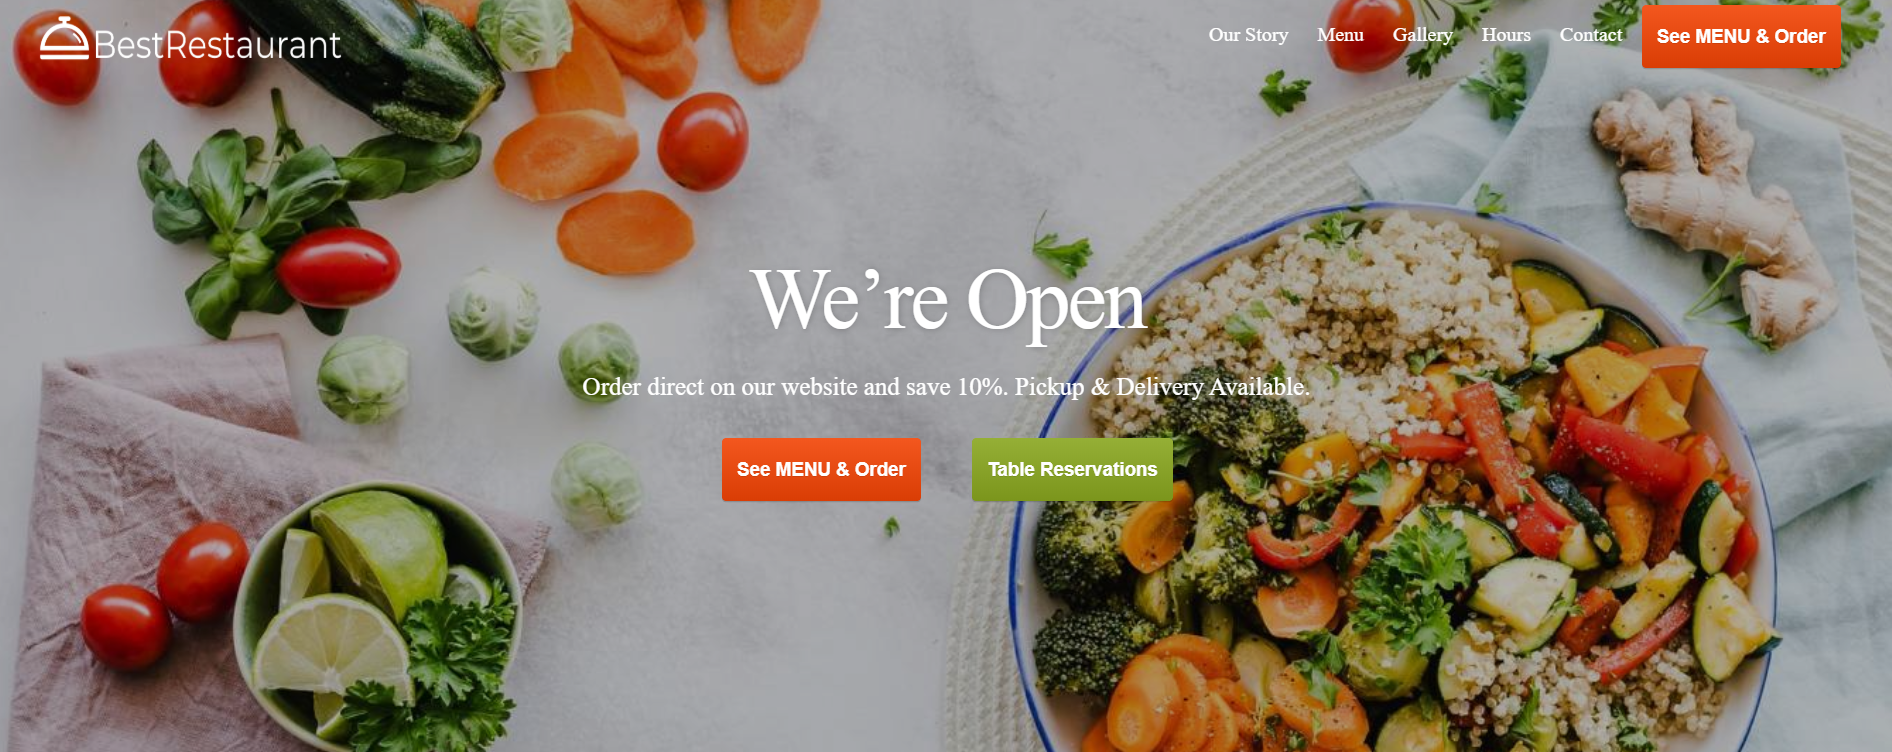 BestRestaurant
Our Story Menu Gallery Hours Contact See MENU & Order
We’re Open
Order direct on our website and save 10%. Pickup & Delivery Available.
See MENU & Order Table Reservations